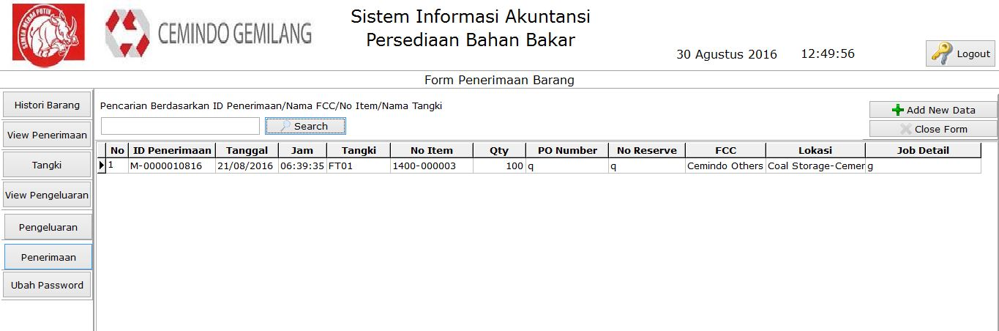 SEMEN MERAH PUTIH
CEMINDO GEMILANG
Sistem Informasi Akuntansi
Persediaan Bahan Bakar
30 Agustus 2016 12:49:56
Logout
Form Penerimaan Barang
Histori Barang
View Penerimaan
Tangki
View Pengeluaran
Pengeluaran
Penerimaan
Ubah Password
Pencarian Berdasarkan ID Penerimaan/Nama FCC/No Item/Nama Tangki
Search
Add New Data
Close Form
No ID Penerimaan Tanggal Jam Tangki No Item Qty PO Number No Reserve FCC Lokasi Job Detail
1 M-0000010816 21/08/2016 06:39:35 FT01 1400-000003 100 q q Cemindo Others Coal Storage-Cemer g